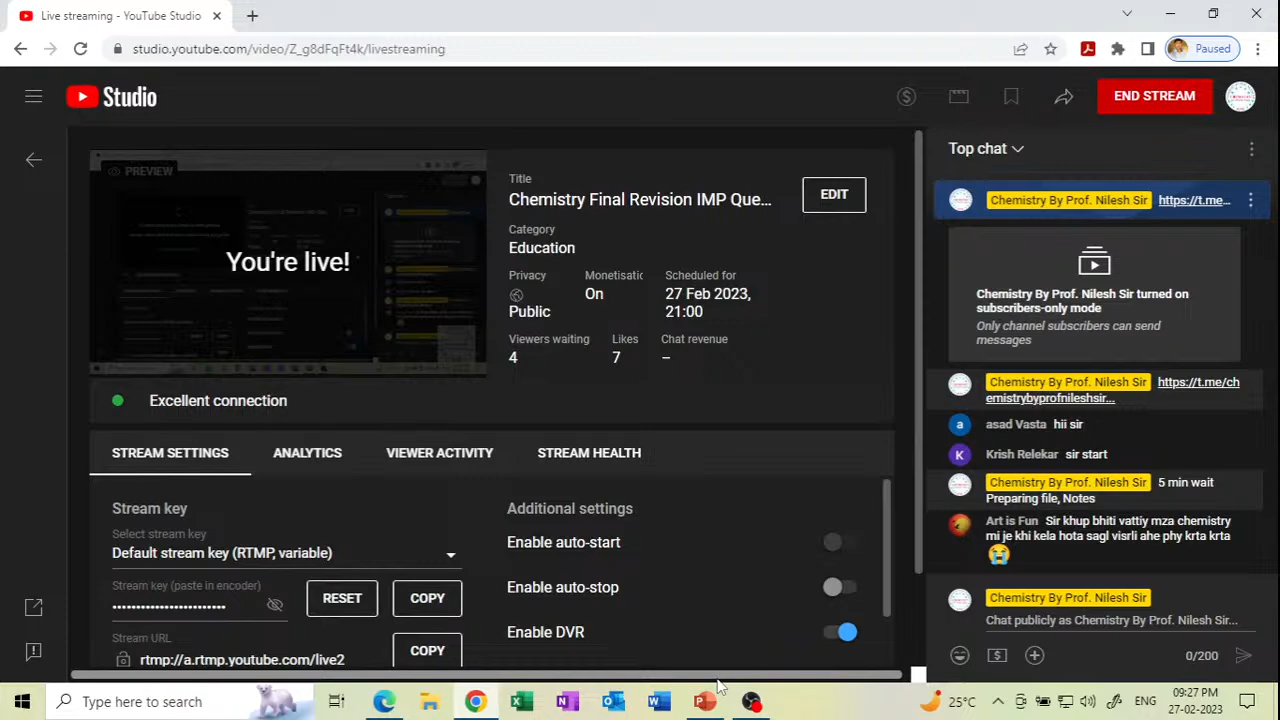 Live streaming - YouTube Studio
studio.youtube.com/video/Z_g8dFqFt4k/livestreaming
Paused
Studio
END STREAM
PREVIEW
You're live!
Title
Chemistry Final Revision IMP Que...
EDIT
Category
Education
Privacy
Monetisatic
Scheduled for
Public
On
27 Feb 2023,
21:00
Viewers waiting
Likes
Chat revenue
4
7
–
Excellent connection
STREAM SETTINGS
ANALYTICS
VIEWER ACTIVITY
STREAM HEALTH
Stream key
Select stream key
Default stream key (RTMP, variable)
Stream key (paste in encoder)
RESET
COPY
Stream URL
rtmp://a.rtmp.youtube.com/live2
COPY
Additional settings
Enable auto-start
Enable auto-stop
Enable DVR
Top chat
Chemistry By Prof. Nilesh Sir https://t.me...
Chemistry By Prof. Nilesh Sir turned on
subscribers-only mode
Only channel subscribers can send
messages
Chemistry By Prof. Nilesh Sir https://t.me/ch
emistrybyprofnileshsir...
asad Vasta hii sir
Krish Relekar sir start
Chemistry By Prof. Nilesh Sir 5 min wait
Preparing file, Notes
Art is Fun Sir khup bhiti vattiy mza chemistry
mi je khi kela hota sagl visrli ahe phy krta krta
Chemistry By Prof. Nilesh Sir
Chat publicly as Chemistry By Prof. Nilesh Sir...
0/200
Type here to search
25°C
ENG
09:27 PM
27-02-2023